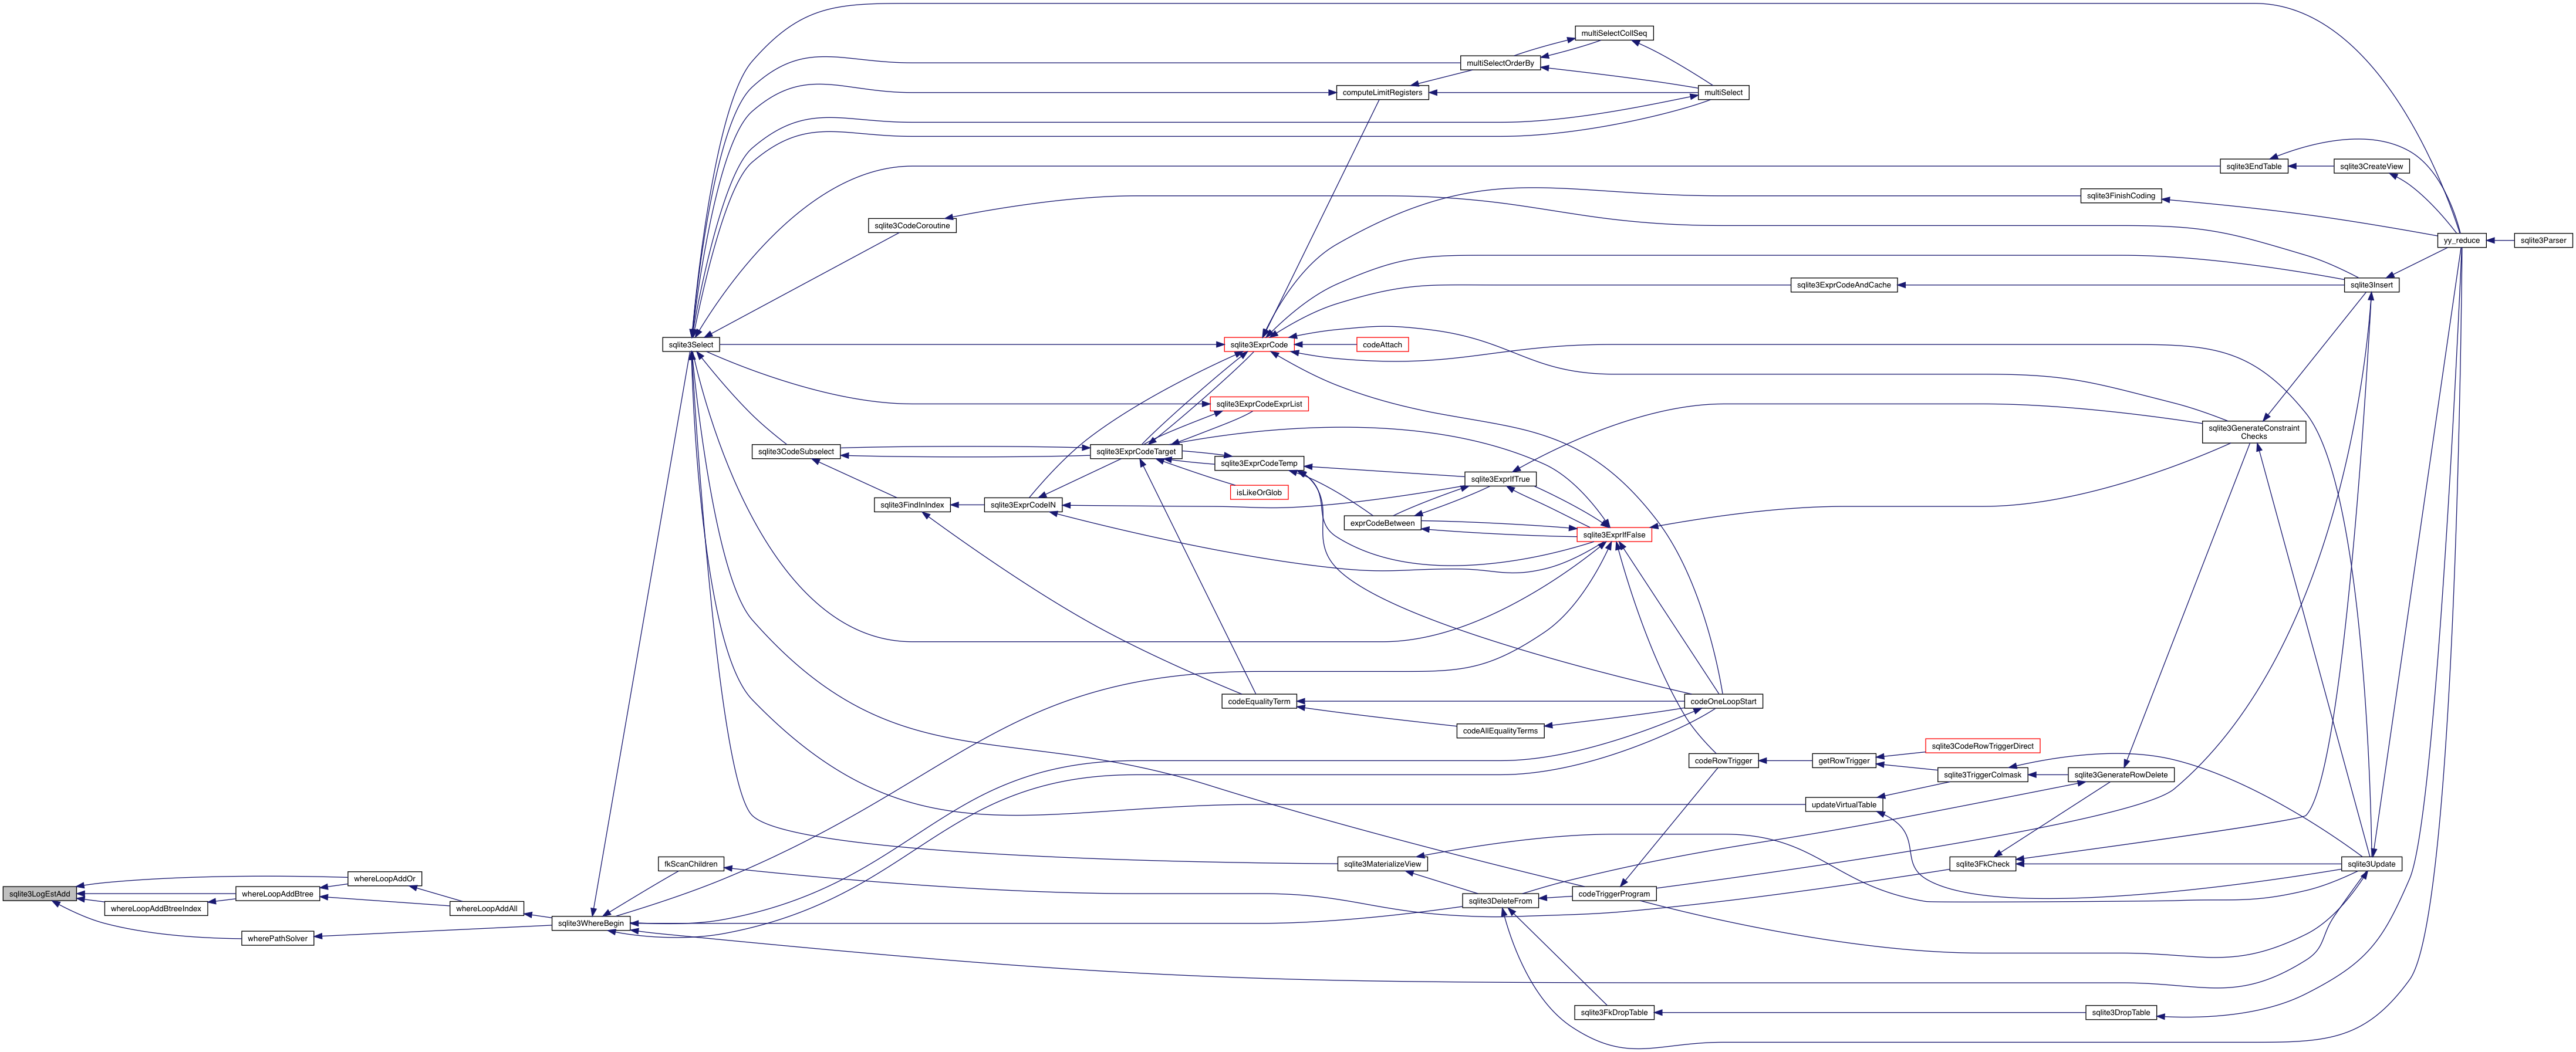 multiSelectCollSeq
multiSelectOrderBy
computeLimitRegisters
multiSelect
sqlite3EndTable
sqlite3CreateView
sqlite3FinishCoding
sqlite3CodeCoroutine
yy_reduce
sqlite3Parser
sqlite3ExprCodeAndCache
sqlite3Insert
sqlite3Select
sqlite3ExprCode
codeAttach
sqlite3ExprCodeExprList
sqlite3GenerateConstraint
Checks
sqlite3CodeSubselect
sqlite3ExprCodeTarget
sqlite3ExprCodeTemp
sqlite3ExprIfTrue
isLikeOrGlob
sqlite3FindInIndex
sqlite3ExprCodeIN
exprCodeBetween
sqlite3ExprIfFalse
codeEqualityTerm
codeOneLoopStart
codeAllEqualityTerms
sqlite3CodeRowTriggerDirect
codeRowTrigger
getRowTrigger
sqlite3TriggerColmask
sqlite3GenerateRowDelete
updateVirtualTable
fkScanChildren
sqlite3MaterializeView
sqlite3FkCheck
sqlite3Update
whereLoopAddOr
sqlite3LogEstAdd
whereLoopAddBtree
codeTriggerProgram
sqlite3DeleteFrom
whereLoopAddBtreeIndex
whereLoopAddAll
sqlite3WhereBegin
wherePathSolver
sqlite3FkDropTable
sqlite3DropTable